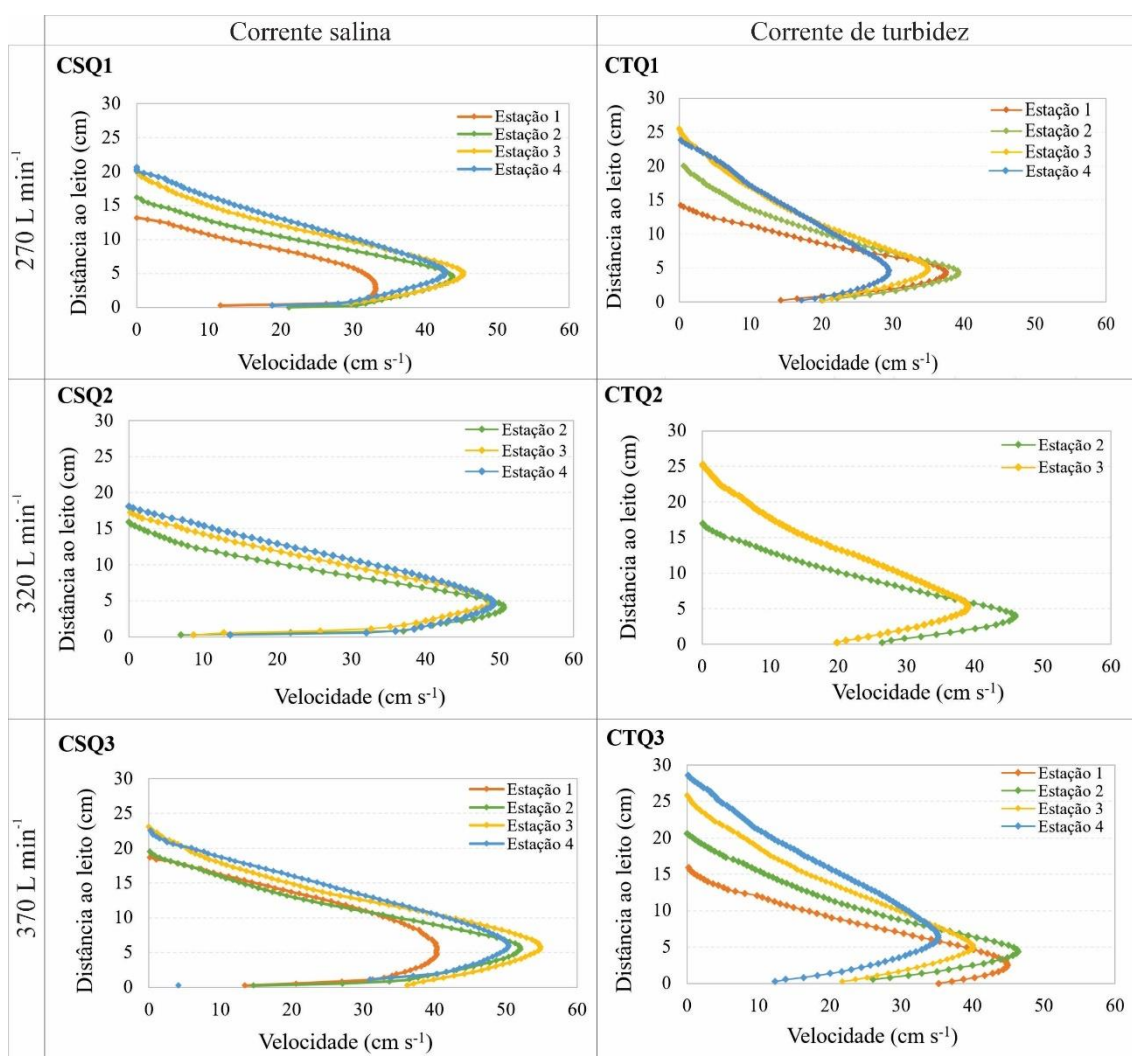 Corrente salina
Corrente de turbidez
270 L min⁻¹
CSQ1
Distância ao leito (cm)
30
25
20
15
10
5
0
0 10 20 30 40 50 60
Velocidade (cm s⁻¹)
Estação 1
Estação 2
Estação 3
Estação 4
CTQ1
Distância ao leito (cm)
30
25
20
15
10
5
0
0 10 20 30 40 50 60
Velocidade (cm s⁻¹)
Estação 1
Estação 2
Estação 3
Estação 4
320 L min⁻¹
CSQ2
Distância ao leito (cm)
30
25
20
15
10
5
0
0 10 20 30 40 50 60
Velocidade (cm s⁻¹)
Estação 2
Estação 3
Estação 4
CTQ2
Distância ao leito (cm)
30
25
20
15
10
5
0
0 10 20 30 40 50 60
Velocidade (cm s⁻¹)
Estação 2
Estação 3
370 L min⁻¹
CSQ3
Distância ao leito (cm)
30
25
20
15
10
5
0
0 10 20 30 40 50 60
Velocidade (cm s⁻¹)
Estação 1
Estação 2
Estação 3
Estação 4
CTQ3
Distância ao leito (cm)
30
25
20
15
10
5
0
0 10 20 30 40 50 60
Velocidade (cm s⁻¹)
Estação 1
Estação 2
Estação 3
Estação 4